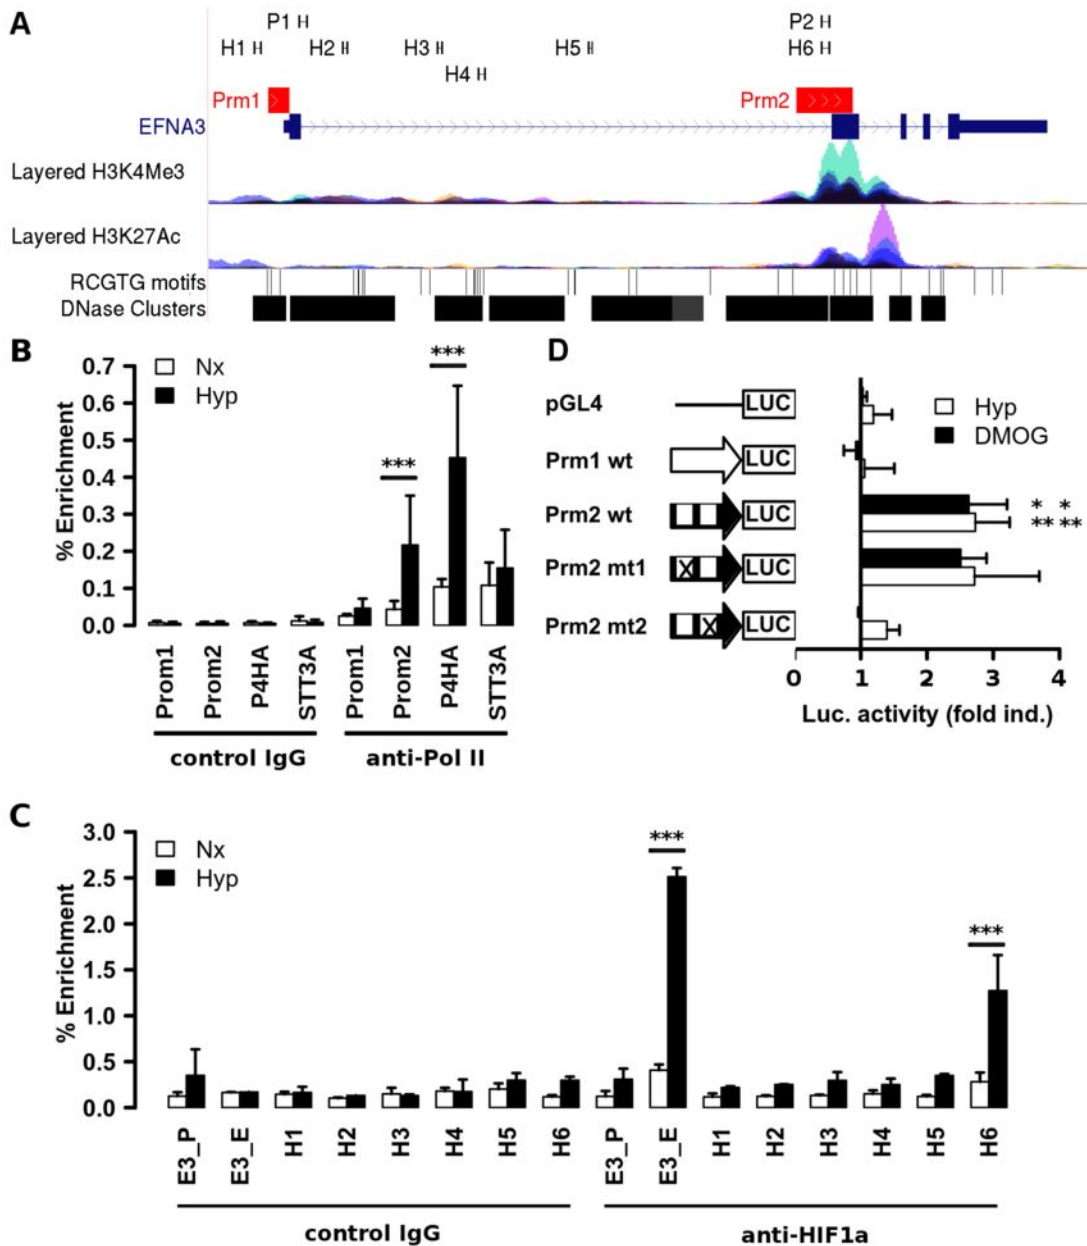 A
P1 P2
H1 H2 H3 H5 H6
H4
Prm1 Prm2
EFNA3
Layered H3K4Me3
Layered H3K27Ac
RCGTG motifs
DNase Clusters
B
Nx
Hyp
***
***
% Enrichment
0.7
0.6
0.5
0.4
0.3
0.2
0.1
0.0
Prom1 Prom2 P4HA STT3A Prom1 Prom2 P4HA STT3A
control IgG anti-Pol II
D
pGL4 LUC
Prm1 wt LUC
Prm2 wt LUC
Prm2 mt1 X LUC
Prm2 mt2 X LUC
Hyp
DMOG
* *
** **
0 1 2 3 4
Luc. activity (fold ind.)
C
Nx
Hyp
***
***
% Enrichment
3.0
2.5
2.0
1.5
1.0
0.5
0.0
E3_P E3_E H1 H2 H3 H4 H5 H6 E3_P E3_E H1 H2 H3 H4 H5 H6
control IgG anti-HIF1a